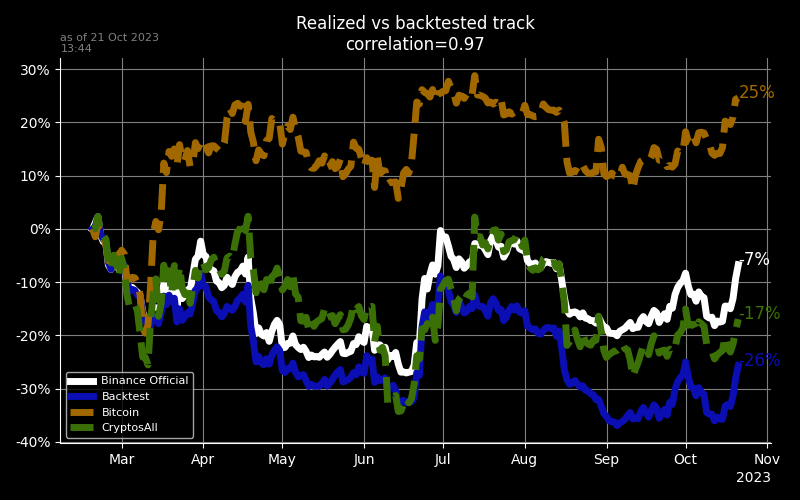 Realized vs backtested track
correlation=0.97
as of 21 Oct 2023
13:44
30%
20%
10%
0%
-10%
-20%
-30%
-40%
25%
-7%
-17%
-26%
Binance Official
Backtest
Bitcoin
CryptosAll
Mar Apr May Jun Jul Aug Sep Oct Nov
2023